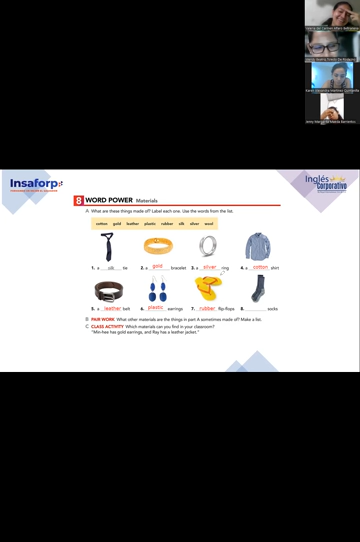 Insaforp
Inglés
Corporativo
8 WORD POWER Materials
A What are these things made of? Label each one. Use the words from the list.
cotton gold leather plastic rubber silk silver wool
1. a silk tie
2. a gold bracelet
3. a silver ring
4. a cotton shirt
5. a leather belt
6. plastic earrings
7. rubber flip-flops
8. socks
B PAIR WORK What other materials are the things in part A sometimes made of? Make a list.
C CLASS ACTIVITY Which materials can you find in your classroom?
"Min-hee has gold earrings, and Ray has a leather jacket."